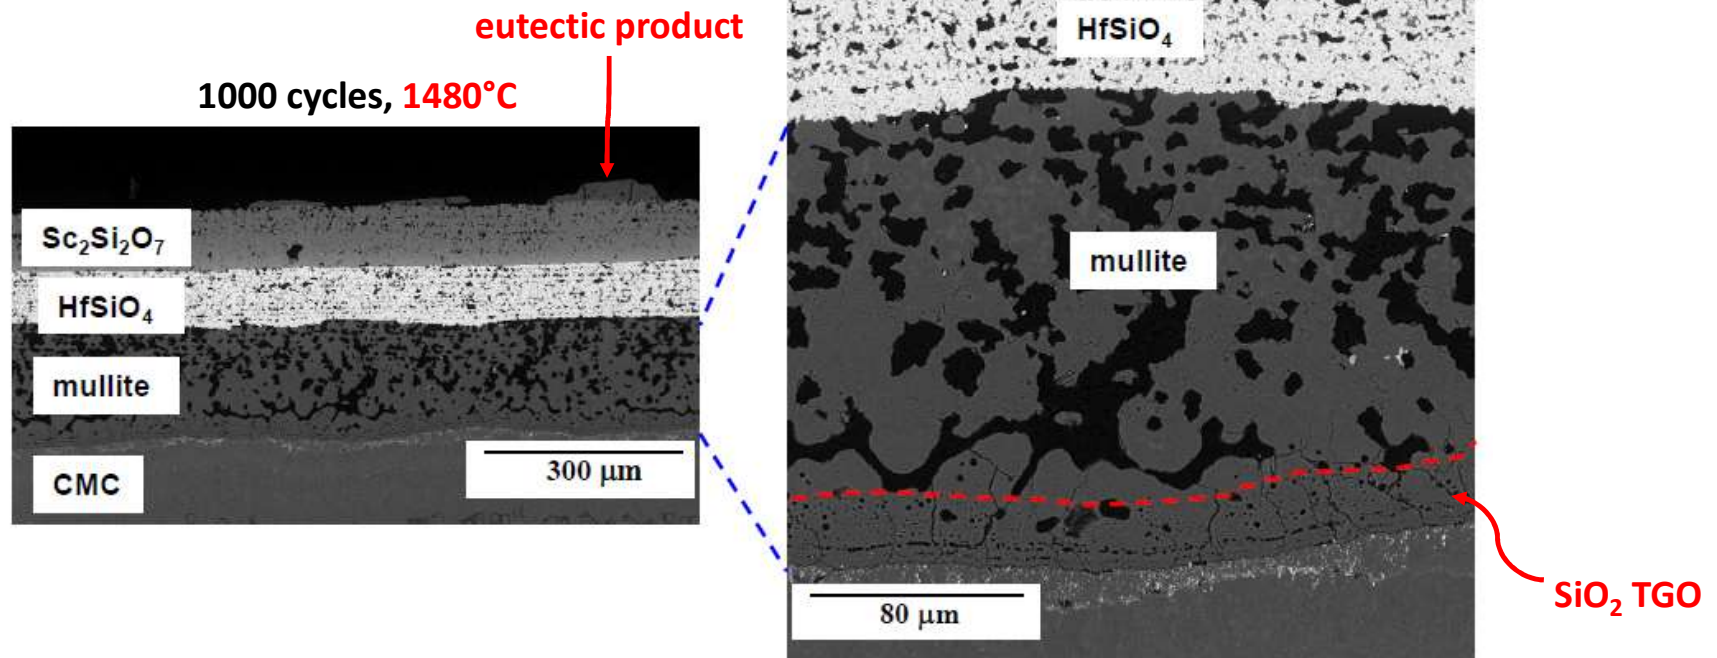 eutectic product
1000 cycles, 1480°C
Sc₂Si₂O₇
HfSiO₄
mullite
CMC
300 µm
HfSiO₄
mullite
80 µm
SiO₂ TGO